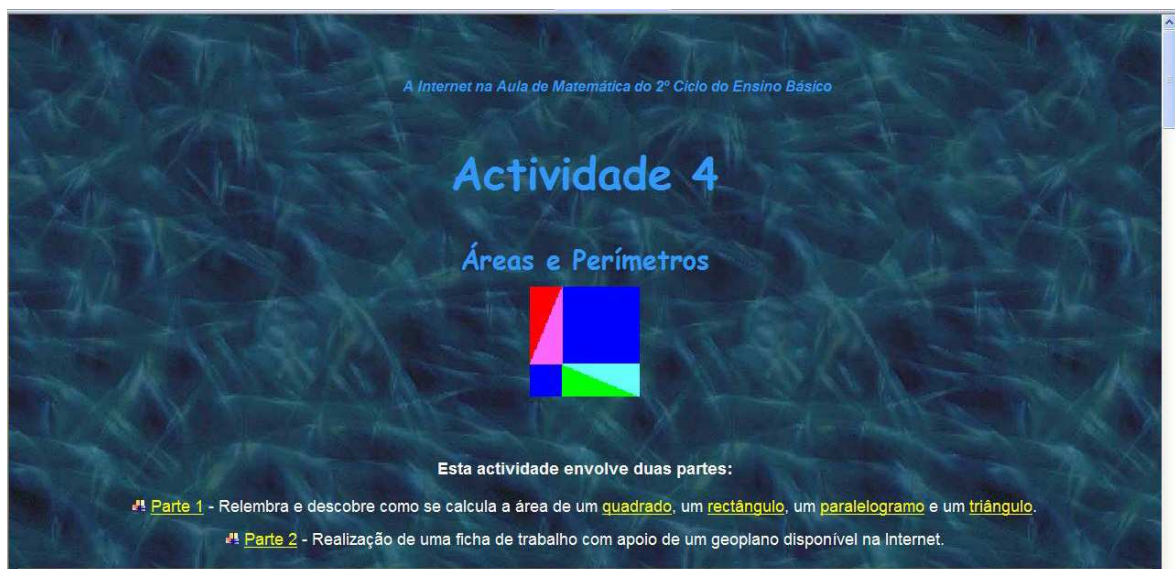 A Internet na Aula de Matemática do 2º Ciclo do Ensino Básico
Actividade 4
Áreas e Perímetros
Esta actividade envolve duas partes:
Parte 1 - Relembra e descobre como se calcula a área de um quadrado, um rectângulo, um paralelogramo e um triângulo.
Parte 2 - Realização de uma ficha de trabalho com apoio de um geoplano disponível na Internet.